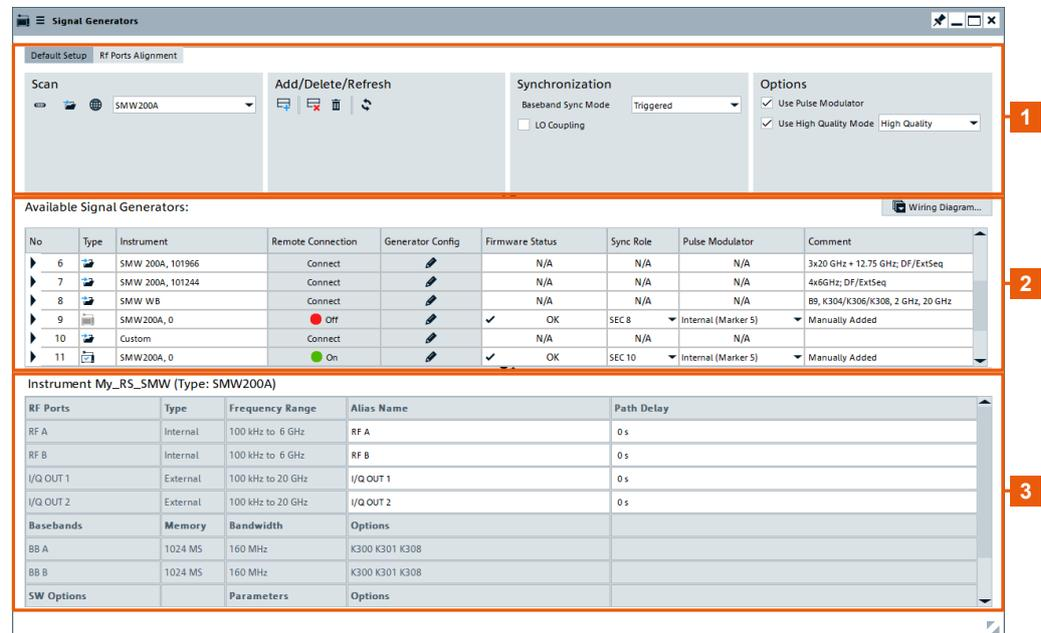 Signal Generators
Default Setup Rf Ports Alignment
Scan Add/Delete/Refresh Synchronization Options
SMW200A Baseband Sync Mode Triggered Use Pulse Modulator
LO Coupling Use High Quality Mode High Quality
1
Available Signal Generators: Wiring Diagram...
No Type Instrument Remote Connection Generator Config Firmware Status Sync Role Pulse Modulator Comment
6 SMW 200A, 101966 Connect N/A N/A N/A 3x20 GHz + 12.75 GHz; DF/ExtSeq
7 SMW 200A, 101244 Connect N/A N/A N/A 4x6GHz; DF/ExtSeq
8 SMW WB Connect N/A N/A N/A B9, K304/K306/K308, 2 GHz, 20 GHz
2
9 SMW200A, 0 Off OK SEC 8 Internal (Marker 5) Manually Added
10 Custom Connect N/A N/A N/A
11 SMW200A, 0 On OK SEC 10 Internal (Marker 5) Manually Added
Instrument My_RS_SMW (Type: SMW200A)
RF Ports Type Frequency Range Alias Name Path Delay
RF A Internal 100 kHz to 6 GHz RF A 0 s
RF B Internal 100 kHz to 6 GHz RF B 0 s
I/Q OUT 1 External 100 kHz to 20 GHz I/Q OUT 1 0 s
I/Q OUT 2 External 100 kHz to 20 GHz I/Q OUT 2 0 s
3
Basebands Memory Bandwidth Options
BB A 1024 MS 160 MHz K300 K301 K308
BB B 1024 MS 160 MHz K300 K301 K308
SW Options Parameters Options